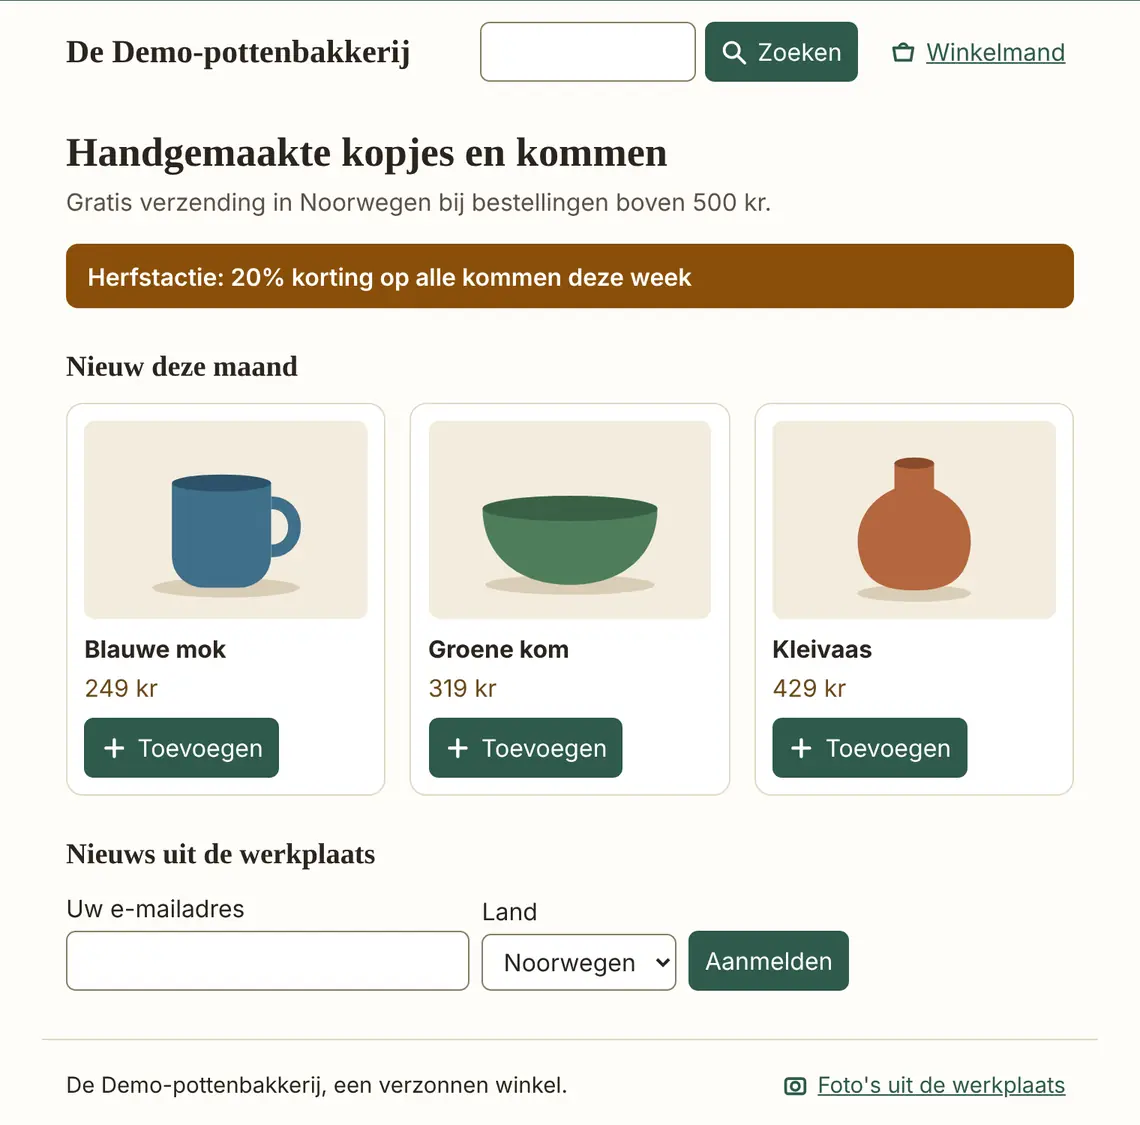 De Demo-pottenbakkerij
Zoeken
Winkelmand
Handgemaakte kopjes en kommen
Gratis verzending in Noorwegen bij bestellingen boven 500 kr.
Herfstactie: 20% korting op alle kommen deze week
Nieuw deze maand
Blauwe mok
249 kr
Toevoegen
Groene kom
319 kr
Toevoegen
Kleivaas
429 kr
Toevoegen
Nieuws uit de werkplaats
Uw e-mailadres
Land
Noorwegen
Aanmelden
De Demo-pottenbakkerij, een verzonnen winkel.
Foto's uit de werkplaats